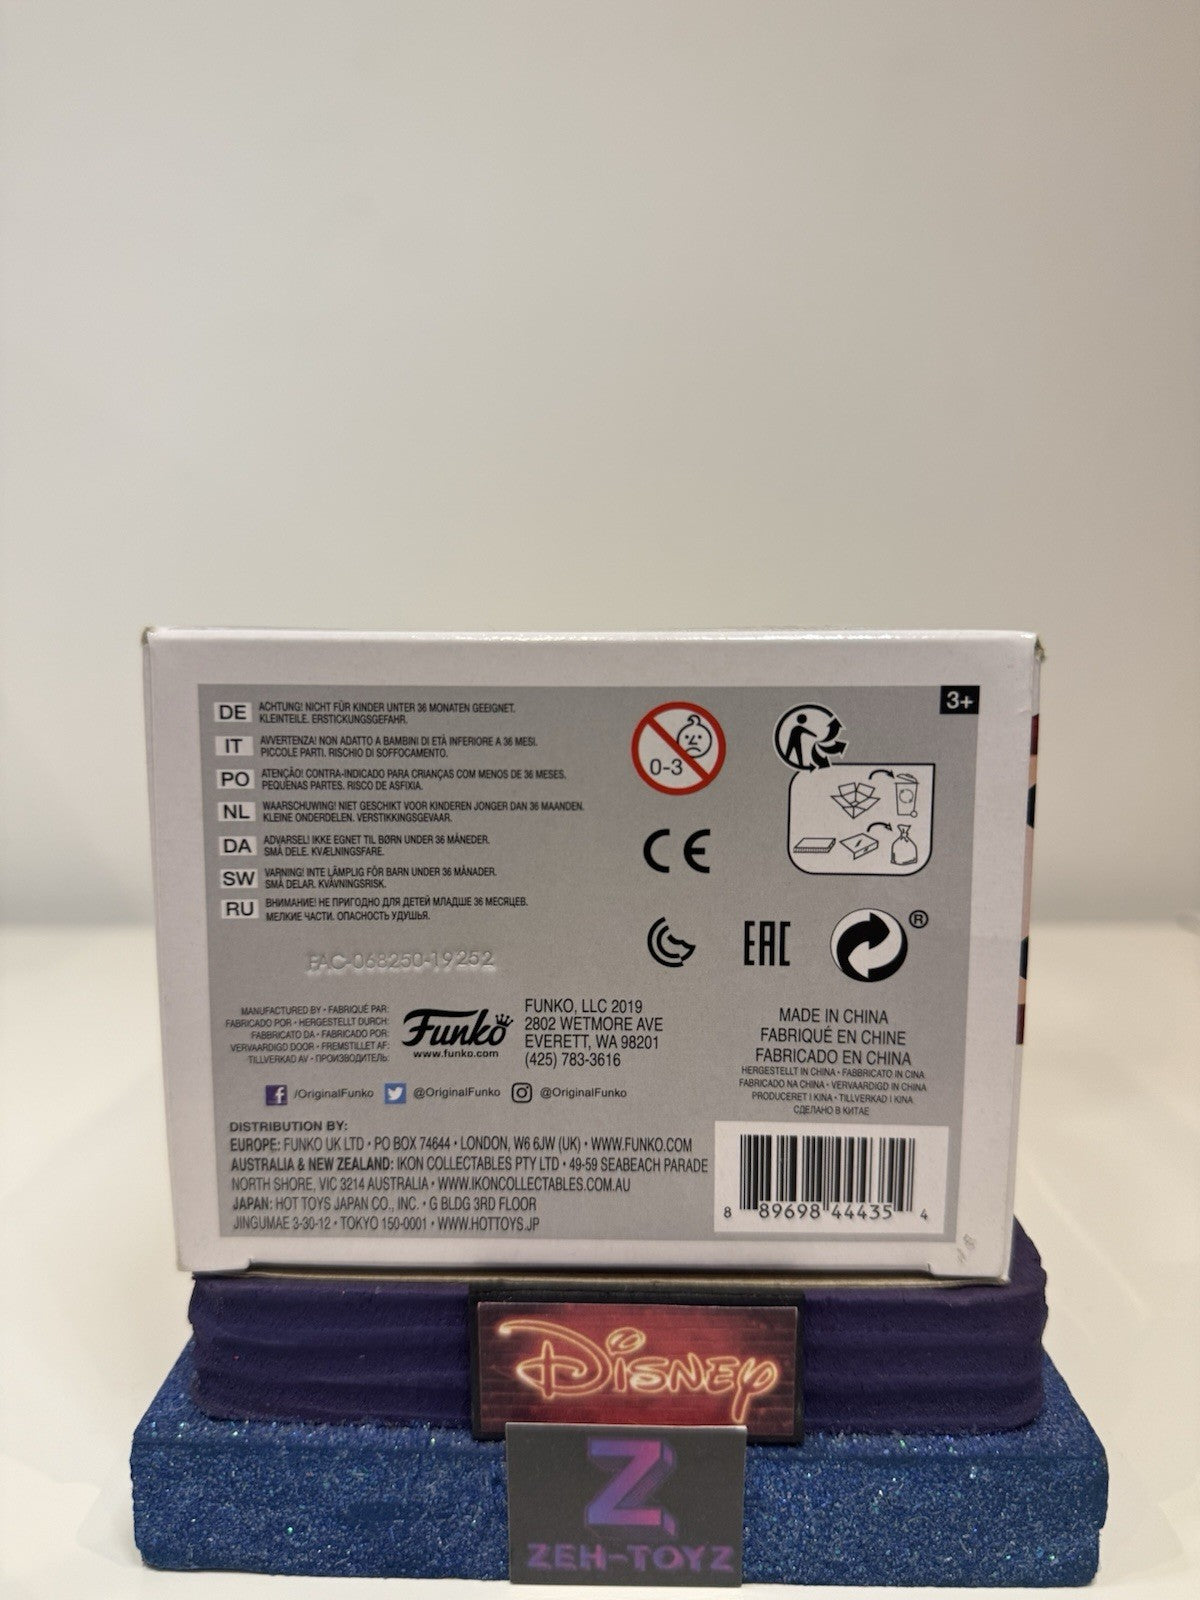 3+
DE ACHTUNG! NICHT FÜR KINDER UNTER 36 MONATEN GEEIGNET.
KLEINTEILE. ERSTICKUNGSGEFAHR.
IT AVVERTENZA! NON ADATTO A BAMBINI DI ETÀ INFERIORE A 36 MESI.
PICCOLE PARTI. RISCHIO DI SOFFOCAMENTO.
PO ATENÇÃO! CONTRA-INDICADO PARA CRIANÇAS COM MENOS DE 36 MESES.
PEQUENAS PARTES. RISCO DE ASFIXIA.
NL WAARSCHUWING! NIET GESCHIKT VOOR KINDEREN JONGER DAN 36 MAANDEN.
KLEINE ONDERDELEN. VERSTIKKINGSGEVAAR.
DA ADVARSEL! IKKE EGNET TIL BØRN UNDER 36 MÅNEDER.
SMÅ DELE. KVÆLNINGSFARE.
SW VARNING! INTE LÄMPLIG FÖR BARN UNDER 36 MÅNADER.
SMÅ DELAR. KVÄVNINGSRISK.
RU ВНИМАНИЕ! НЕ ПРИГОДНО ДЛЯ ДЕТЕЙ МЛАДШЕ 36 МЕСЯЦЕВ.
МЕЛКИЕ ЧАСТИ. ОПАСНОСТЬ УДУШЬЯ.
0-3
CE
EAC
®
FAC-068250-19252
MANUFACTURED BY • FABRIQUÉ PAR:
FABRICADO POR • HERGESTELLT DURCH:
FABBRICATO DA • FABRICADO POR:
VERVAARDIGD DOOR • FREMSTILLET AF:
TILLVERKAD AV • ПРОИЗВОДИТЕЛЬ:
Funko
www.funko.com
FUNKO, LLC 2019
2802 WETMORE AVE
EVERETT, WA 98201
(425) 783-3616
MADE IN CHINA
FABRIQUÉ EN CHINE
FABRICADO EN CHINA
HERGESTELLT IN CHINA • FABBRICATO IN CINA
FABRICADO NA CHINA • VERVAARDIGD IN CHINA
PRODUCERET I KINA • TILLVERKAD I KINA
СДЕЛАНО В КИТАЕ
f /OriginalFunko @OriginalFunko @OriginalFunko
DISTRIBUTION BY:
EUROPE: FUNKO UK LTD • PO BOX 74644 • LONDON, W6 6JW (UK) • WWW.FUNKO.COM
AUSTRALIA & NEW ZEALAND: IKON COLLECTABLES PTY LTD • 49-59 SEABEACH PARADE
NORTH SHORE, VIC 3214 AUSTRALIA • WWW.IKONCOLLECTABLES.COM.AU
JAPAN: HOT TOYS JAPAN CO., INC. • G BLDG 3RD FLOOR
JINGUMAE 3-30-12 • TOKYO 150-0001 • WWW.HOTTOYS.JP
8 89698 44435 4
DISNEY
Z
ZEH-TOYZ